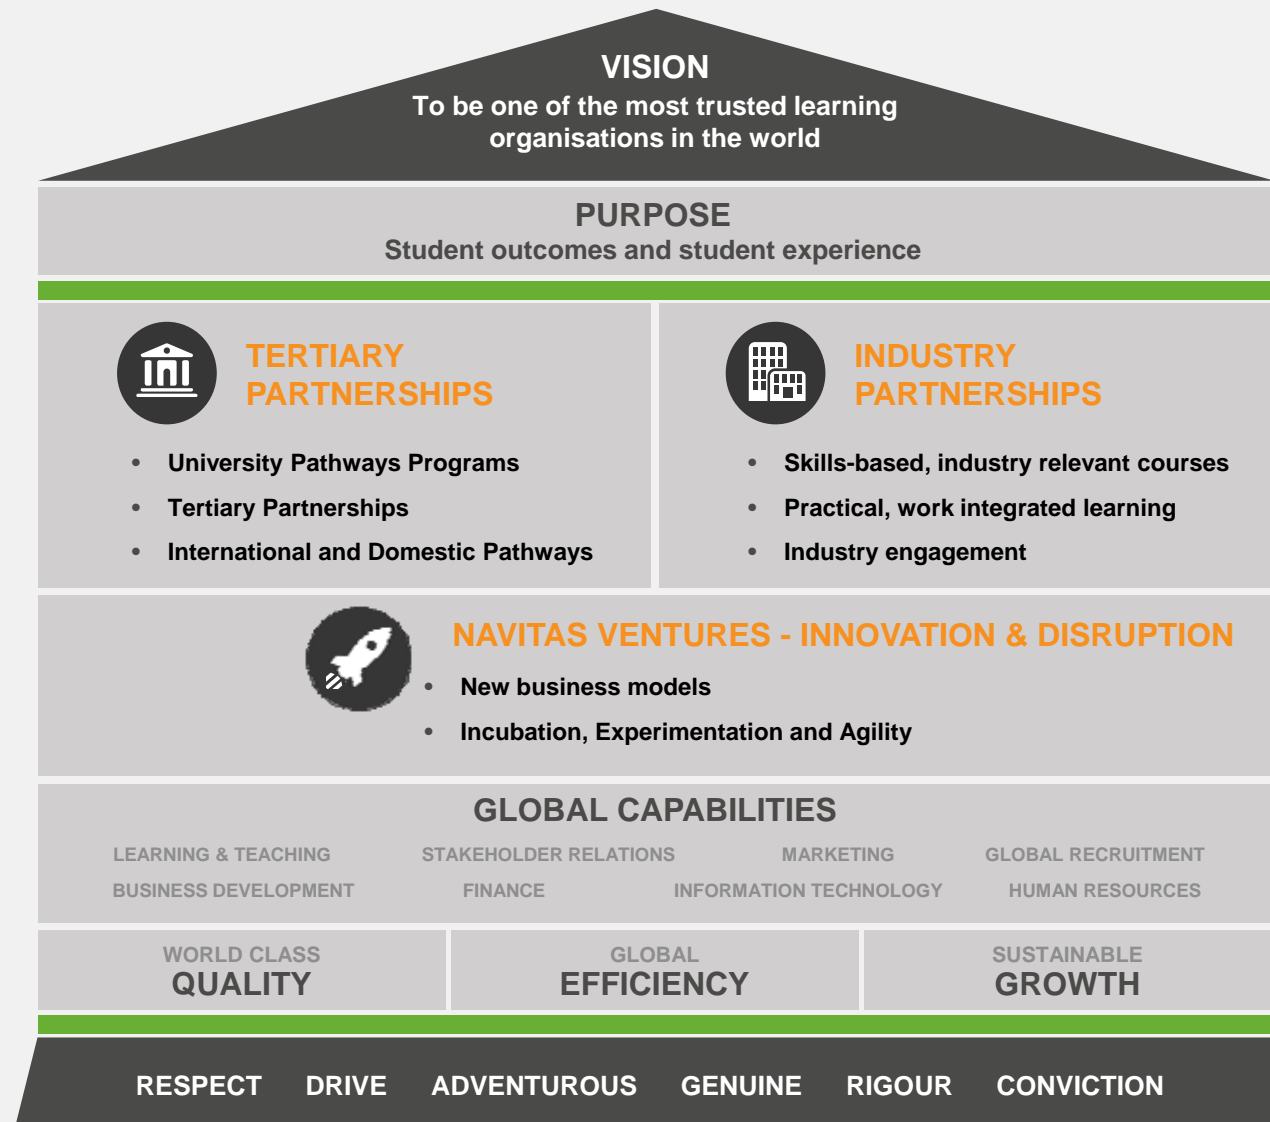 VISION
To be one of the most trusted learning
organisations in the world
PURPOSE
Student outcomes and student experience
TERTIARY
PARTNERSHIPS
• University Pathways Programs
• Tertiary Partnerships
• International and Domestic Pathways
INDUSTRY
PARTNERSHIPS
• Skills-based, industry relevant courses
• Practical, work integrated learning
• Industry engagement
NAVITAS VENTURES - INNOVATION & DISRUPTION
• New business models
• Incubation, Experimentation and Agility
GLOBAL CAPABILITIES
LEARNING & TEACHING STAKEHOLDER RELATIONS MARKETING GLOBAL RECRUITMENT
BUSINESS DEVELOPMENT FINANCE INFORMATION TECHNOLOGY HUMAN RESOURCES
WORLD CLASS
QUALITY
GLOBAL
EFFICIENCY
SUSTAINABLE
GROWTH
RESPECT DRIVE ADVENTUROUS GENUINE RIGOUR CONVICTION